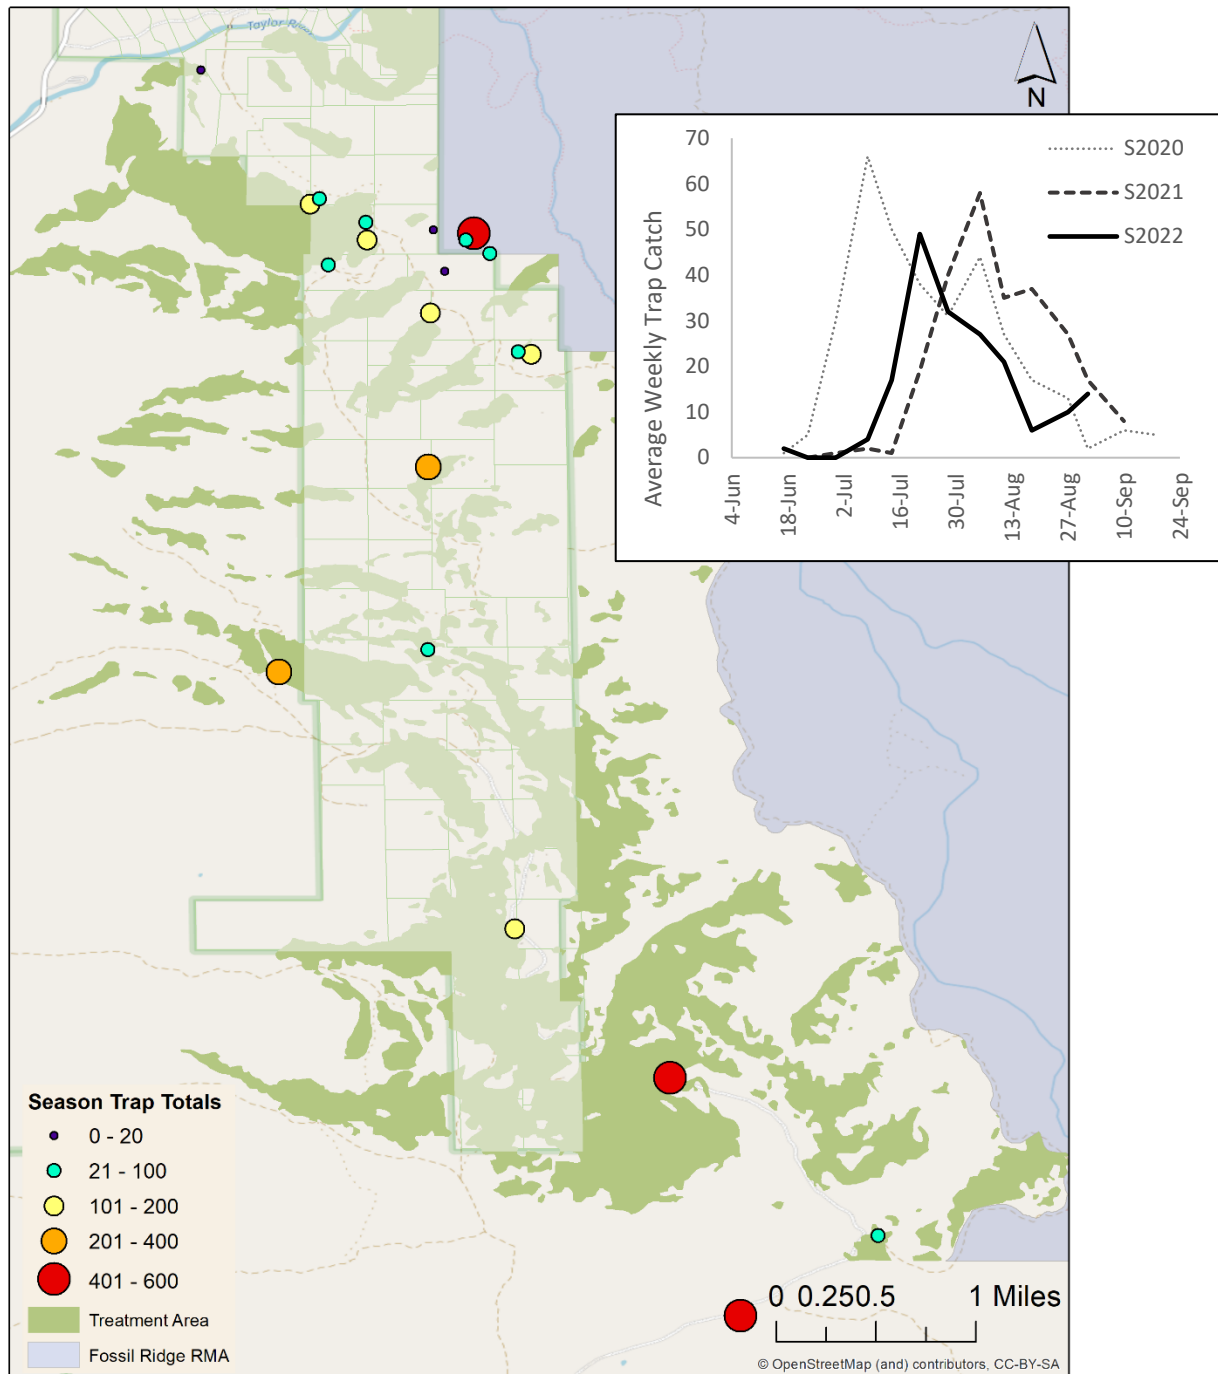 Taylor River
N
70
60
50
40
30
20
10
0
Average Weekly Trap Catch
4-Jun
18-Jun
2-Jul
16-Jul
30-Jul
13-Aug
27-Aug
10-Sep
24-Sep
S2020
S2021
S2022
Season Trap Totals
0 - 20
21 - 100
101 - 200
201 - 400
401 - 600
Treatment Area
Fossil Ridge RMA
0 0.250.5 1 Miles
© OpenStreetMap (and) contributors, CC-BY-SA